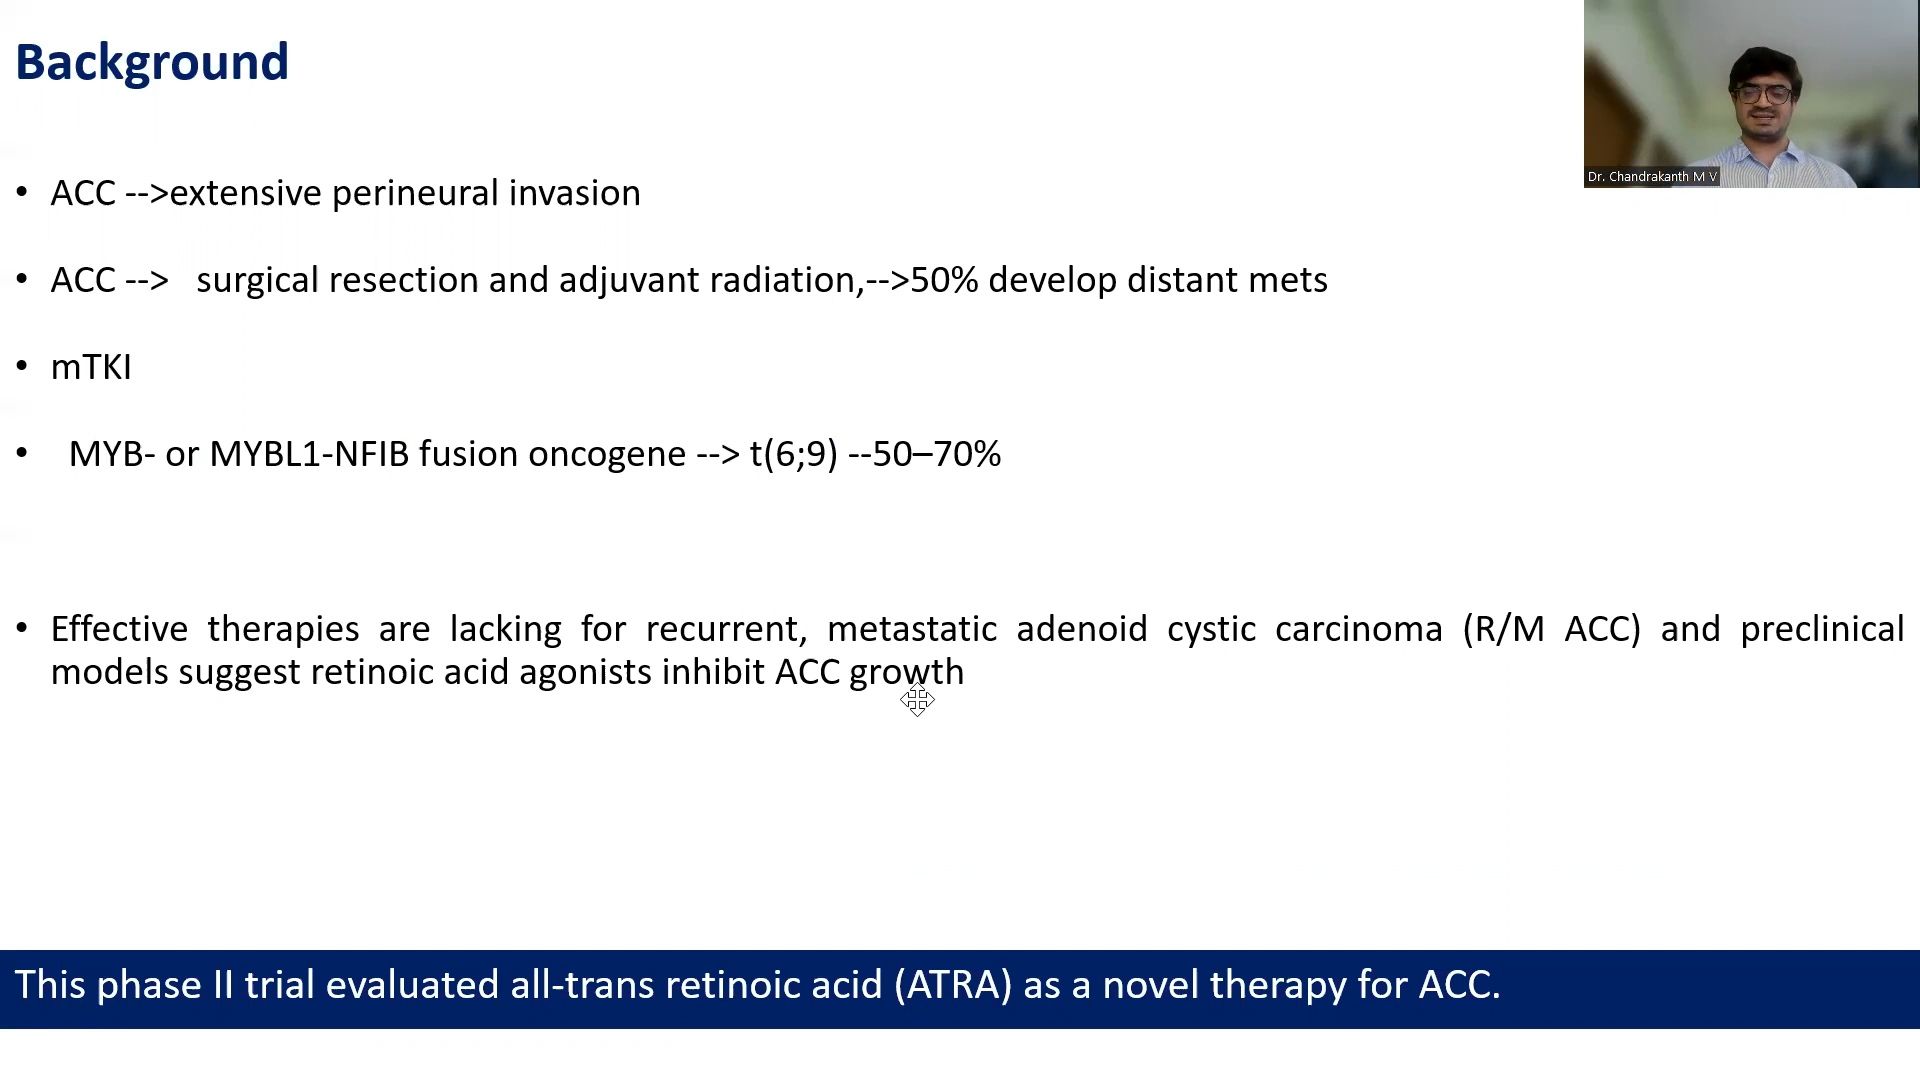 Background
Dr. Chandrakanth M V
• ACC -->extensive perineural invasion
• ACC --> surgical resection and adjuvant radiation,-->50% develop distant mets
• mTKI
• MYB- or MYBL1-NFIB fusion oncogene --> t(6;9) --50–70%
• Effective therapies are lacking for recurrent, metastatic adenoid cystic carcinoma (R/M ACC) and preclinical
models suggest retinoic acid agonists inhibit ACC growth
This phase II trial evaluated all-trans retinoic acid (ATRA) as a novel therapy for ACC.